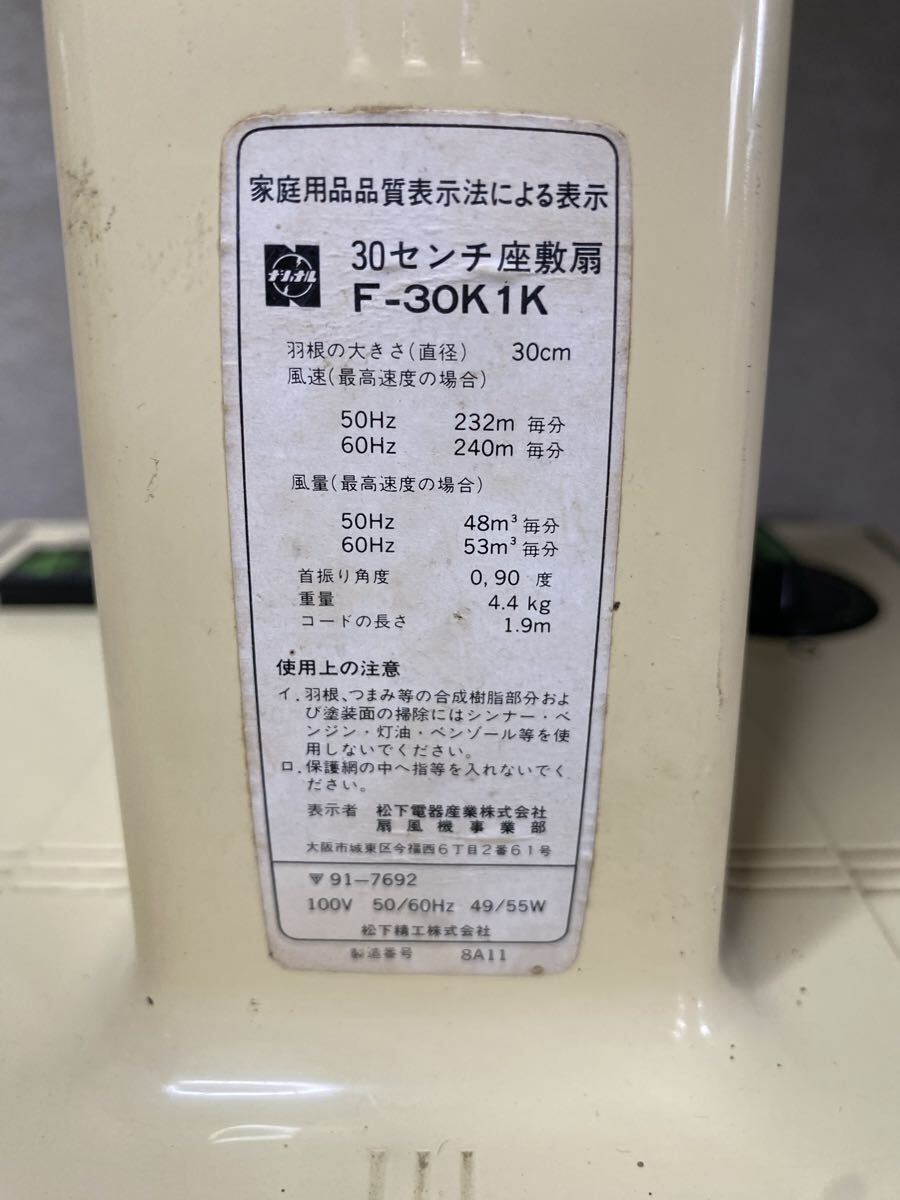 家庭用品品質表示法による表示
ナショナル
30センチ座敷扇
F-30K1K
羽根の大きさ(直径) 30cm
風速(最高速度の場合)
50Hz 232m 毎分
60Hz 240m 毎分
風量(最高速度の場合)
50Hz 48m³毎分
60Hz 53m³毎分
首振り角度 0,90 度
重量 4.4 kg
コードの長さ 1.9m
使用上の注意
イ.羽根、つまみ等の合成樹脂部分およ
び塗装面の掃除にはシンナー・ベ
ンジン・灯油・ベンゾール等を使
用しないでください。
ロ.保護網の中へ指等を入れないでく
ださい。
表示者 松下電器産業株式会社
扇風機事業部
大阪市城東区今福西6丁目2番61号
〒91-7692
100V 50/60Hz 49/55W
松下精工株式会社
製造番号 8A11